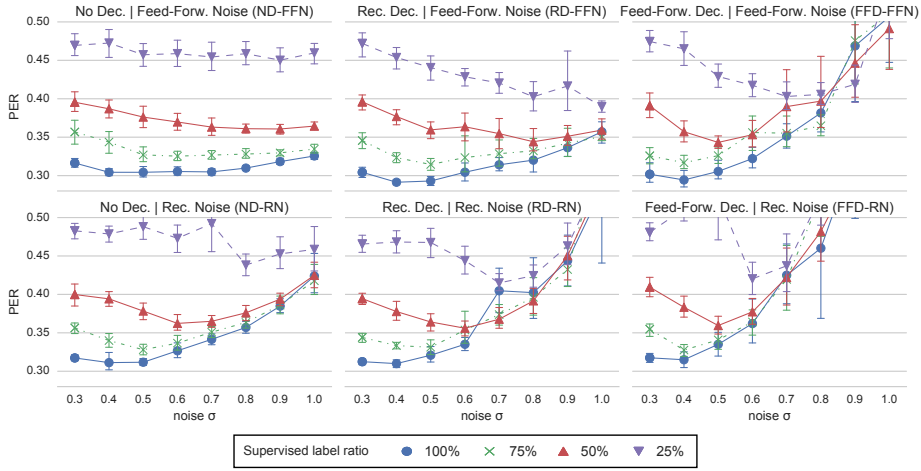 No Dec. | Feed-Forw. Noise (ND-FFN)
Rec. Dec. | Feed-Forw. Noise (RD-FFN)
Feed-Forw. Dec. | Feed-Forw. Noise (FFD-FFN)
0.50
0.45
0.40
0.35
0.30
PER
No Dec. | Rec. Noise (ND-RN)
Rec. Dec. | Rec. Noise (RD-RN)
Feed-Forw. Dec. | Rec. Noise (FFD-RN)
0.50
0.45
0.40
0.35
0.30
PER
0.3 0.4 0.5 0.6 0.7 0.8 0.9 1.0
0.3 0.4 0.5 0.6 0.7 0.8 0.9 1.0
0.3 0.4 0.5 0.6 0.7 0.8 0.9 1.0
noise σ
noise σ
noise σ
Supervised label ratio 100% 75% 50% 25%